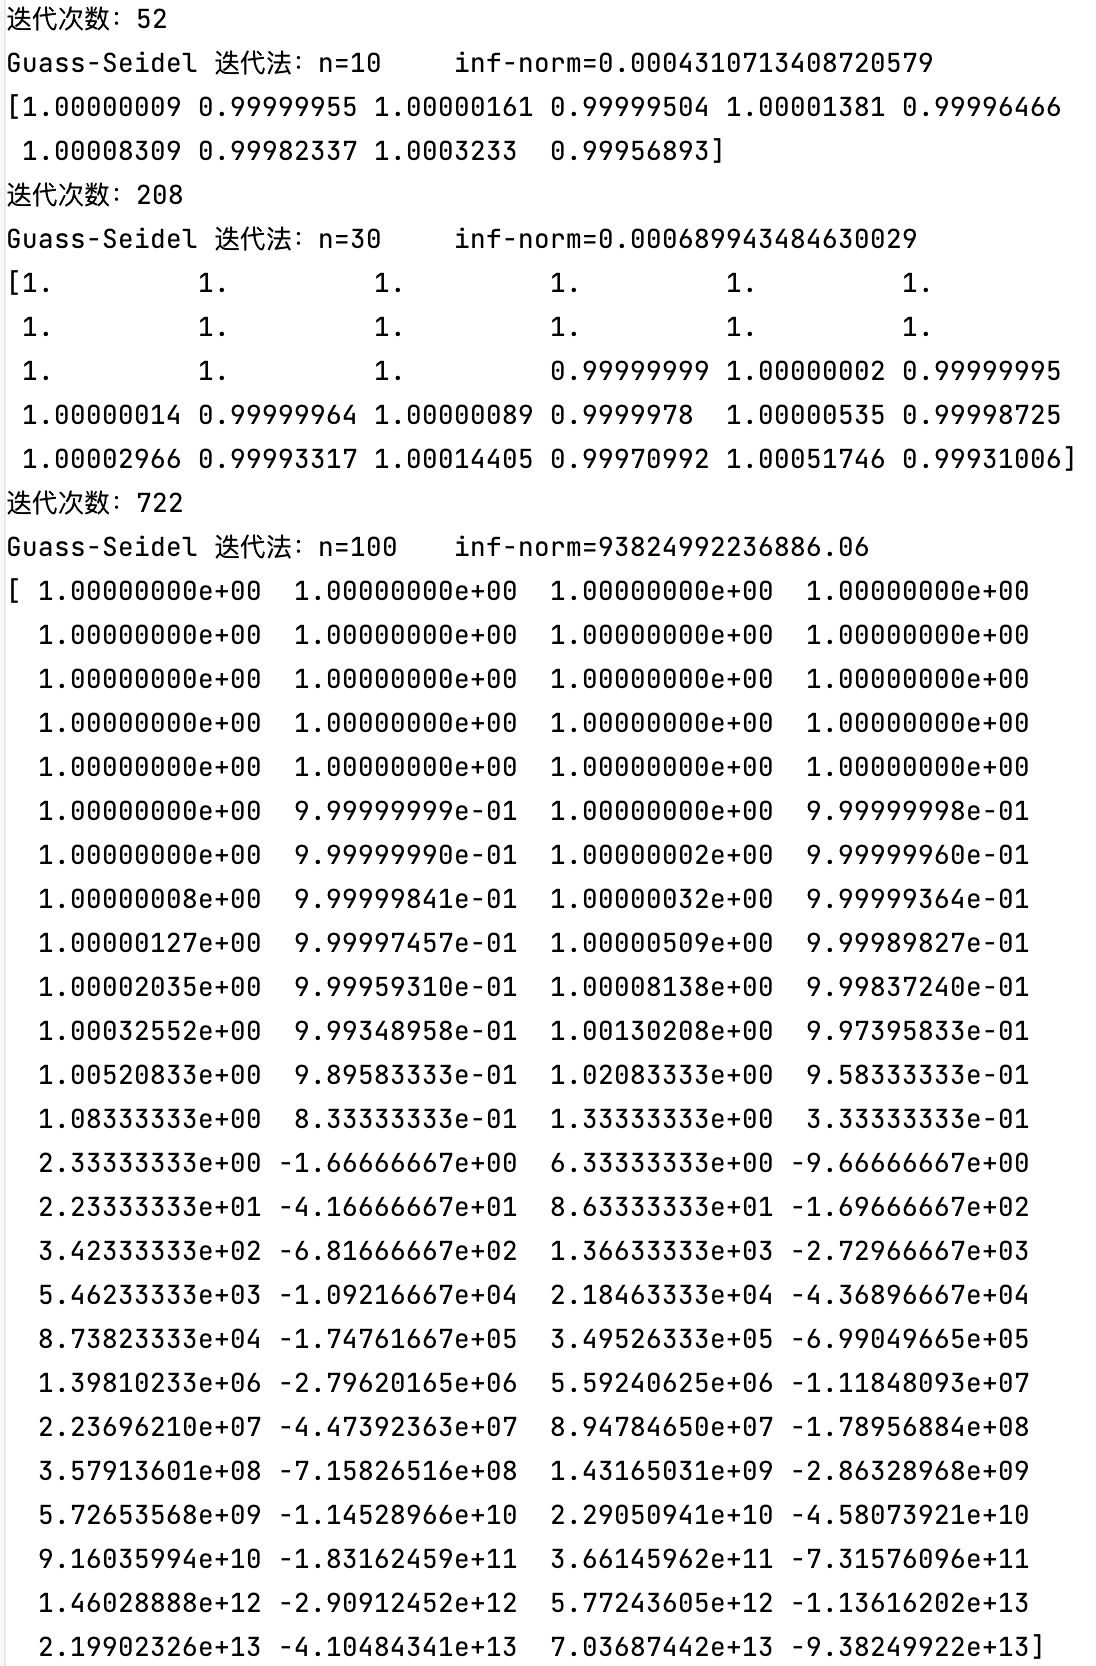 迭代次数：52
Guass-Seidel 迭代法：n=10     inf-norm=0.0004310713408720579
[1.00000009 0.99999955 1.00000161 0.99999504 1.00001381 0.99996466
 1.00008309 0.99982337 1.0003233  0.99956893]
迭代次数：208
Guass-Seidel 迭代法：n=30     inf-norm=0.000689943484630029
[1.         1.         1.         1.         1.         1.
 1.         1.         1.         1.         1.         1.
 1.         1.         1.         0.99999999 1.00000002 0.99999995
 1.00000014 0.99999964 1.00000089 0.9999978  1.00000535 0.99998725
 1.00002966 0.99993317 1.00014405 0.99970992 1.00051746 0.99931006]
迭代次数：722
Guass-Seidel 迭代法：n=100    inf-norm=93824992236886.06
[ 1.00000000e+00  1.00000000e+00  1.00000000e+00  1.00000000e+00
  1.00000000e+00  1.00000000e+00  1.00000000e+00  1.00000000e+00
  1.00000000e+00  1.00000000e+00  1.00000000e+00  1.00000000e+00
  1.00000000e+00  1.00000000e+00  1.00000000e+00  1.00000000e+00
  1.00000000e+00  1.00000000e+00  1.00000000e+00  1.00000000e+00
  1.00000000e+00  9.99999999e-01  1.00000000e+00  9.99999998e-01
  1.00000000e+00  9.99999990e-01  1.00000002e+00  9.99999960e-01
  1.00000008e+00  9.99999841e-01  1.00000032e+00  9.99999364e-01
  1.00000127e+00  9.99997457e-01  1.00000509e+00  9.99989827e-01
  1.00002035e+00  9.99959310e-01  1.00008138e+00  9.99837240e-01
  1.00032552e+00  9.99348958e-01  1.00130208e+00  9.97395833e-01
  1.00520833e+00  9.89583333e-01  1.02083333e+00  9.58333333e-01
  1.08333333e+00  8.33333333e-01  1.33333333e+00  3.33333333e-01
  2.33333333e+00 -1.66666667e+00  6.33333333e+00 -9.66666667e+00
  2.23333333e+01 -4.16666667e+01  8.63333333e+01 -1.69666667e+02
  3.42333333e+02 -6.81666667e+02  1.36633333e+03 -2.72966667e+03
  5.46233333e+03 -1.09216667e+04  2.18463333e+04 -4.36896667e+04
  8.73823333e+04 -1.74761667e+05  3.49526333e+05 -6.99049665e+05
  1.39810233e+06 -2.79620165e+06  5.59240625e+06 -1.11848093e+07
  2.23696210e+07 -4.47392363e+07  8.94784650e+07 -1.78956884e+08
  3.57913601e+08 -7.15826516e+08  1.43165031e+09 -2.86328968e+09
  5.72653568e+09 -1.14528966e+10  2.29050941e+10 -4.58073921e+10
  9.16035994e+10 -1.83162459e+11  3.66145962e+11 -7.31576096e+11
  1.46028888e+12 -2.90912452e+12  5.77243605e+12 -1.13616202e+13
  2.19902326e+13 -4.10484341e+13  7.03687442e+13 -9.38249922e+13]